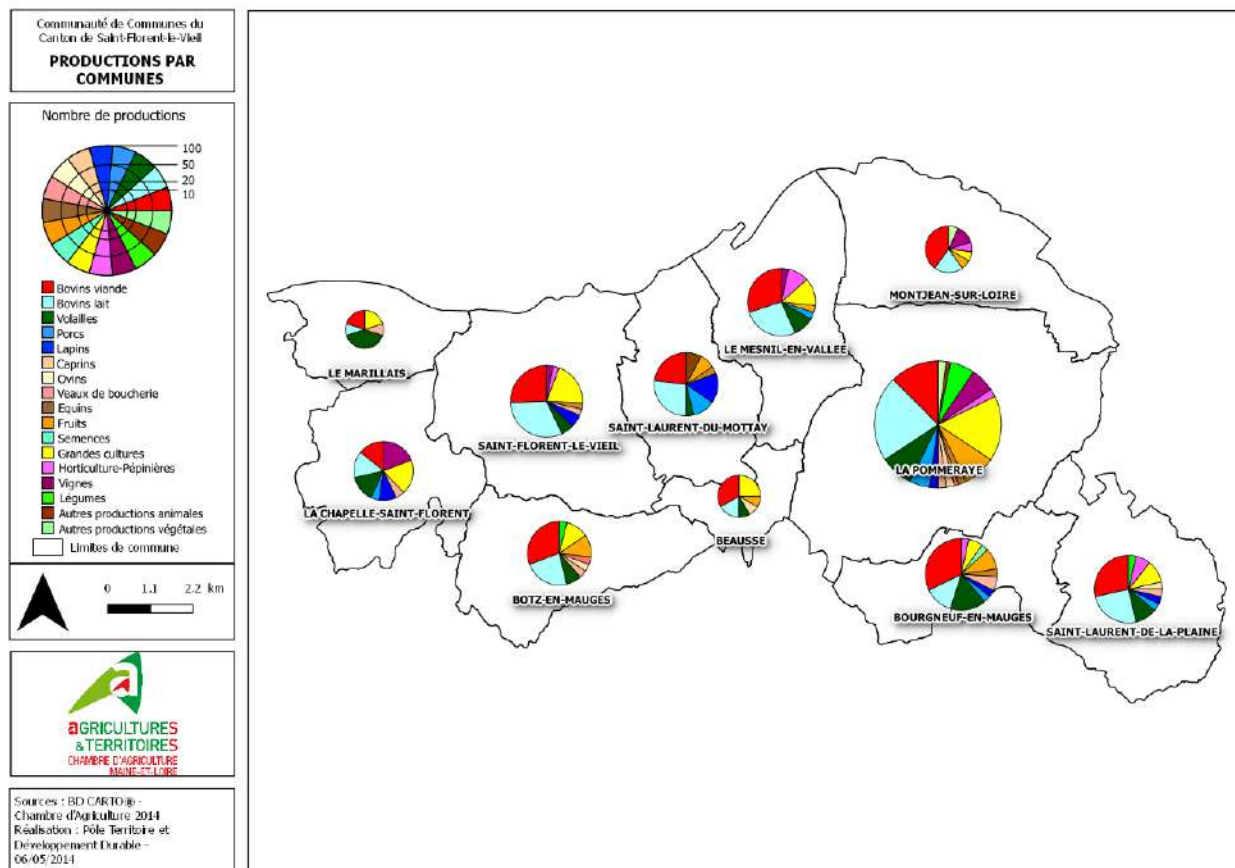 Communauté de Communes du
Canton de Saint-Florent-le-Vieil
PRODUCTIONS PAR
COMMUNES
Nombre de productions
100
50
20
10
Bovins viande
Bovins lait
Volailles
Porcs
Lapins
Caprins
Ovins
Veaux de boucherie
Equins
Fruits
Semences
Grandes cultures
Horticulture-Pépinières
Vignes
Légumes
Autres productions animales
Autres productions végétales
Limites de commune
0 1.1 2.2 km
aGRICULTURES
& TERRITOIRES
CHAMBRE D'AGRICULTURE
MAINE-ET-LOIRE
Sources : BD CARTO® -
Chambre d'Agriculture 2014
Réalisation : Pôle Territoire et
Développement Durable -
06/05/2014
MONTJEAN-SUR-LOIRE
LE MESNIL-EN-VALLEE
LE MARILLAIS
SAINT-LAURENT-DU-MOTTAY
SAINT-FLORENT-LE-VIEIL
LA POMMERAYE
LA CHAPELLE-SAINT-FLORENT
BEAUSSE
BOTZ-EN-MAUGES
BOURGNEUF-EN-MAUGES
SAINT-LAURENT-DE-LA-PLAINE